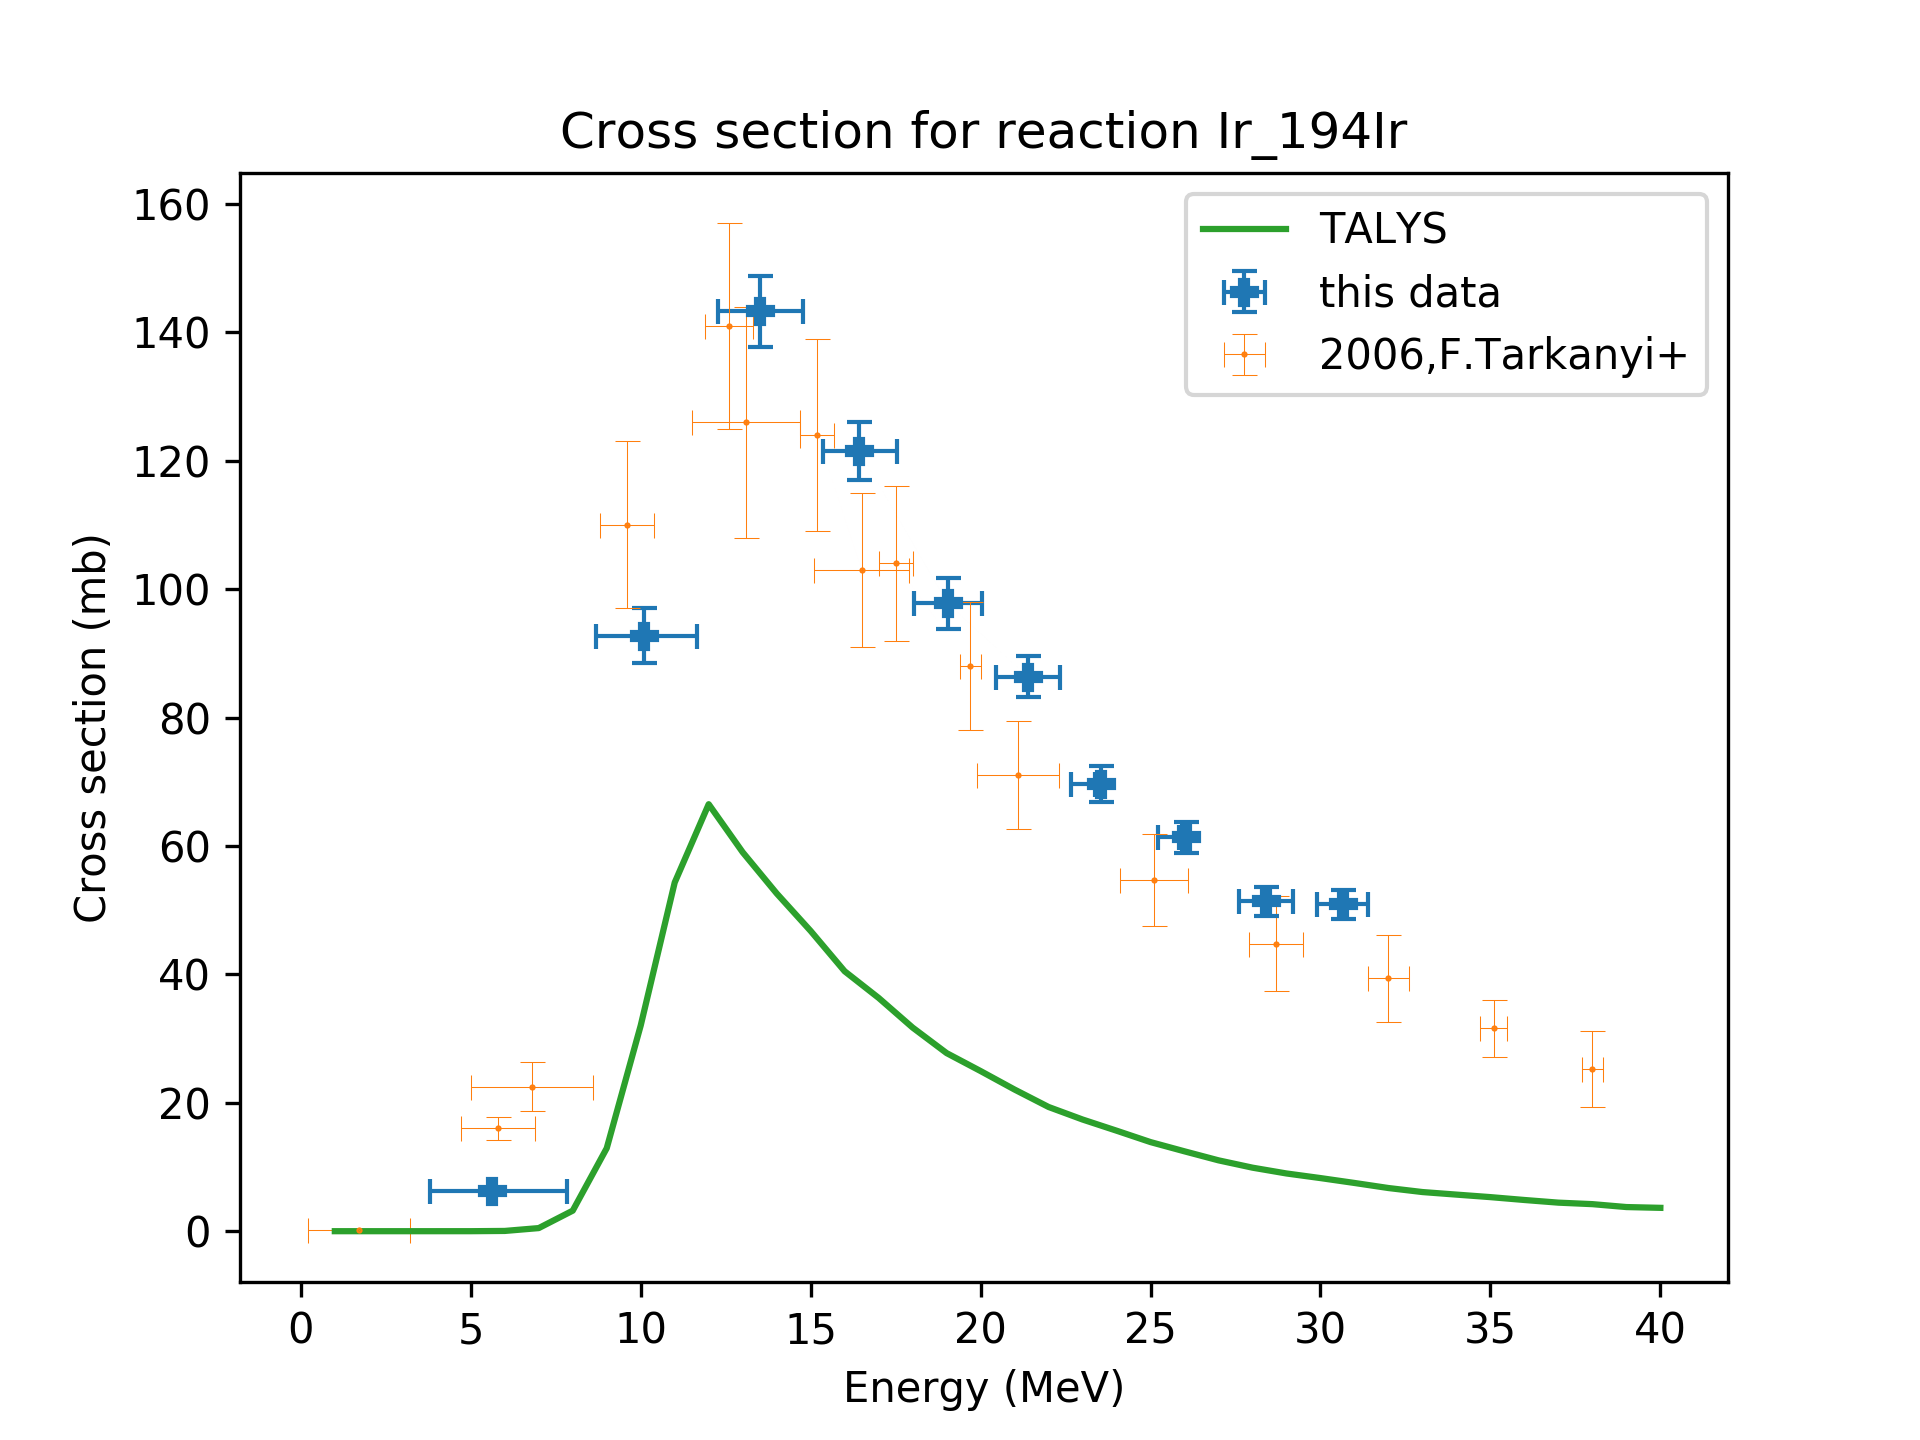 Cross section for reaction Ir_194Ir
160
140
120
100
80
60
40
20
0
Cross section (mb)
TALYS
this data
2006,F.Tarkanyi+
0 5 10 15 20 25 30 35 40
Energy (MeV)